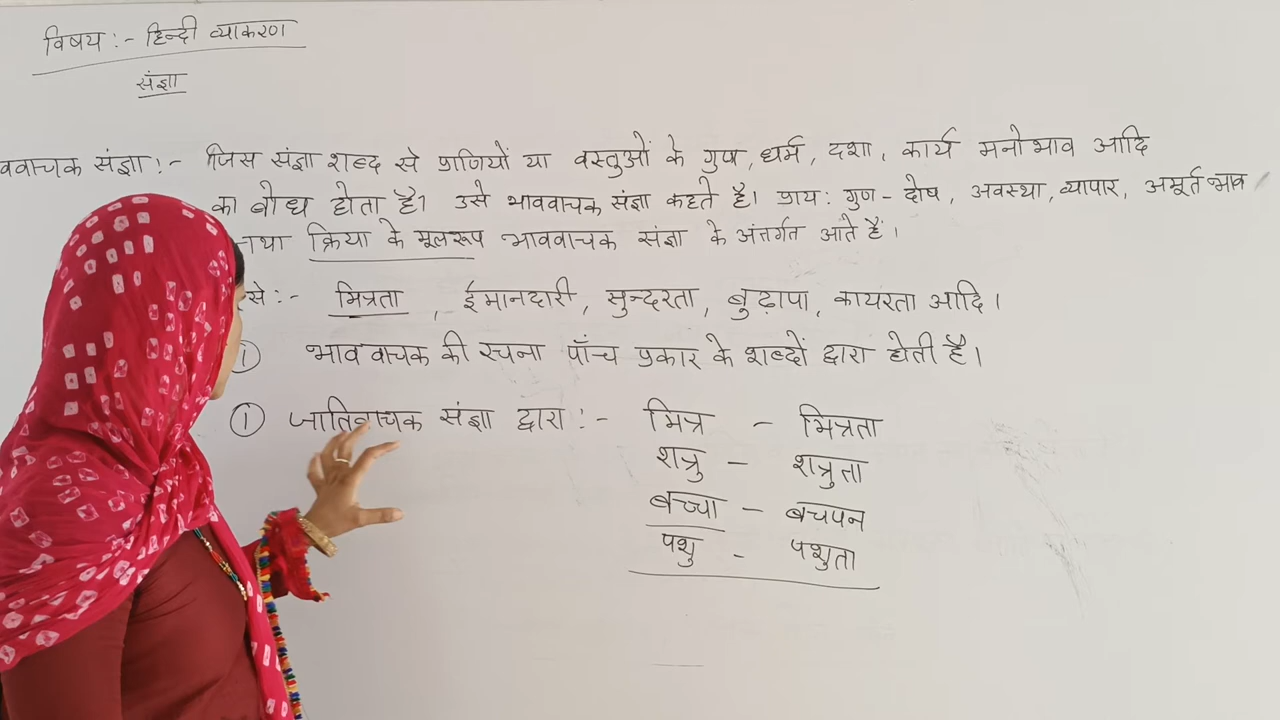 विषय :- हिन्दी व्याकरण
संज्ञा
ववाचक संज्ञा :- जिस संज्ञा शब्द से प्राणियों या वस्तुओं के गुण, धर्म, दशा, कार्य मनोभाव आदि
का बोध होता है। उसे भाववाचक संज्ञा कहते है। प्राय: गुण - दोष, अवस्था, व्यापार, अमूर्त भाव
तथा क्रिया के मूलरूप भाववाचक संज्ञा के अंतर्गत आते हैं।
से :- मित्रता, ईमानदारी, सुन्दरता, बुढ़ापा, कायरता आदि।
① भाववाचक की रचना पाँच प्रकार के शब्दों द्वारा होती है।
① जातिवाचक संज्ञा द्वारा :- मित्र - मित्रता
शत्रु - शत्रुता
बच्चा - बचपन
पशु - पशुता